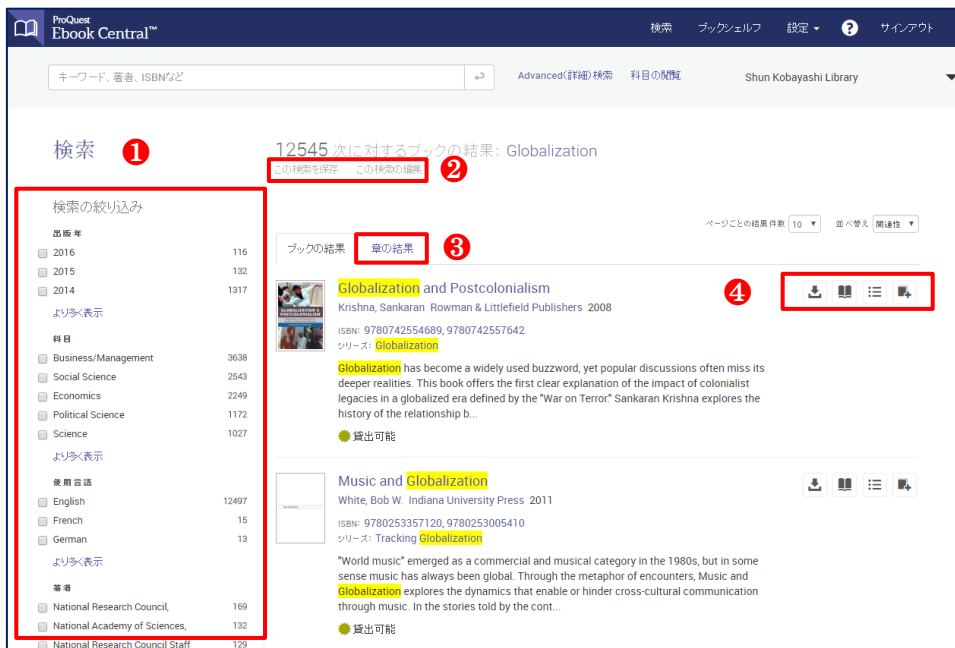 ProQuest
Ebook Central™
検索 ブックシェルフ 設定 ? サインアウト
キーワード、著者、ISBNなど
Advanced(詳細)検索 科目の閲覧 Shun Kobayashi Library
検索 ❶
12545 次に対するブックの結果: Globalization
この検索を保存 この検索の編集 ❷
検索の絞り込み
ページごとの結果件数 10 並べ替え 関連性
出版年
2016 116
2015 132
2014 1317
より多く表示
科目
Business/Management 3638
Social Science 2543
Economics 2249
Political Science 1172
Science 1027
より多く表示
使用言語
English 12497
French 15
German 13
より多く表示
著者
National Research Council, 169
National Academy of Sciences, 132
National Research Council Staff 129
ブックの結果 章の結果 ❸
❹
Globalization and Postcolonialism
Krishna, Sankaran Rowman & Littlefield Publishers 2008
ISBN: 9780742554689, 9780742557642
シリーズ: Globalization
Globalization has become a widely used buzzword, yet popular discussions often miss its
deeper realities. This book offers the first clear explanation of the impact of colonialist
legacies in a globalized era defined by the "War on Terror." Sankaran Krishna explores the
history of the relationship b...
貸出可能
Music and Globalization
White, Bob W. Indiana University Press 2011
ISBN: 9780253357120, 9780253005410
シリーズ: Tracking Globalization
"World music" emerged as a commercial and musical category in the 1980s, but in some
sense music has always been global. Through the metaphor of encounters, Music and
Globalization explores the dynamics that enable or hinder cross-cultural communication
through music. In the stories told by the cont...
貸出可能